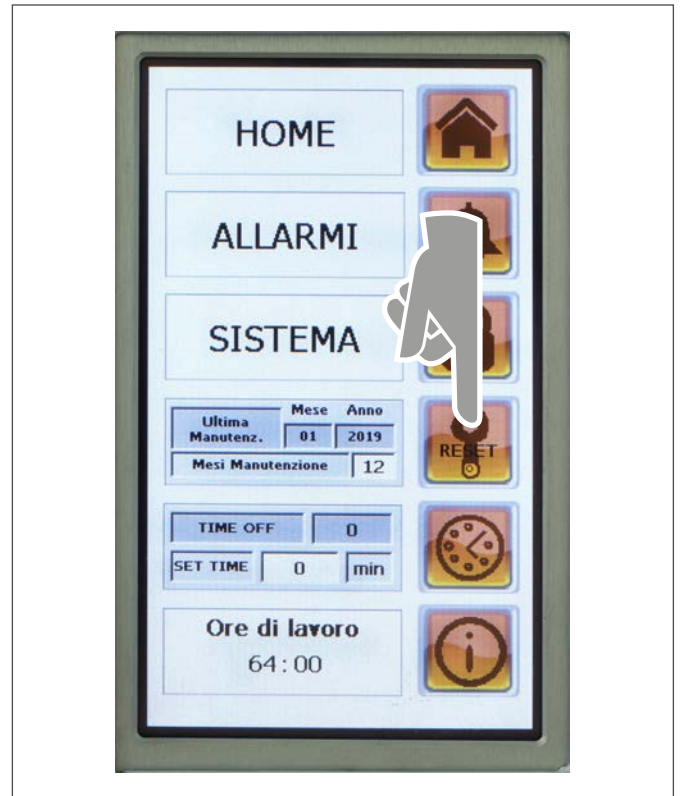 HOME
ALLARMI
SISTEMA
Mese Anno
Ultima
Manutenz. 01 2019
RESET
Mesi Manutenzione 12
TIME OFF 0
SET TIME 0 min
Ore di lavoro
64:00